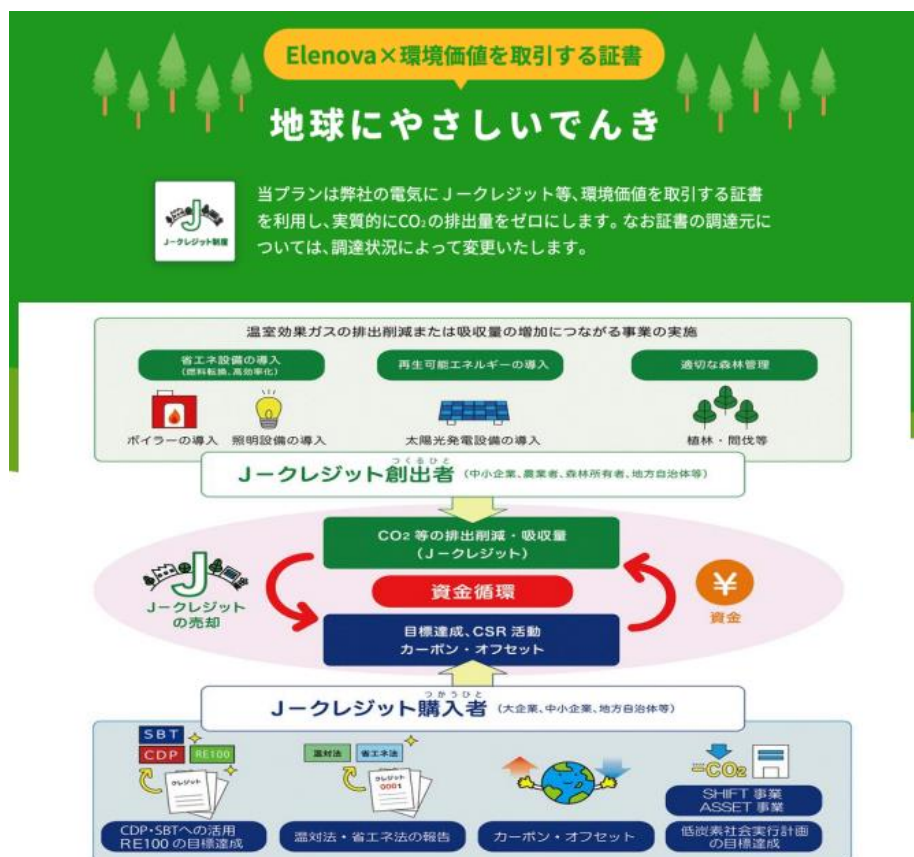 Elenova×環境価値を取引する証書
地球にやさしいでんき
J-クレジット制度
当プランは弊社の電気にJークレジット等、環境価値を取引する証書
を利用し、実質的にCO₂の排出量をゼロにします。なお証書の調達元に
ついては、調達状況によって変更いたします。
温室効果ガスの排出削減または吸収量の増加につながる事業の実施
省エネ設備の導入
(燃料転換、高効率化)
再生可能エネルギーの導入
適切な森林管理
ボイラーの導入 照明設備の導入
太陽光発電設備の導入
植林・間伐等
つくるひと
Jークレジット創出者(中小企業、農業者、森林所有者、地方自治体等)
CO₂ 等の排出削減・吸収量
(Jークレジット)
J
Jークレジット
の売却
資金循環
¥
資金
目標達成、CSR 活動
カーボン・オフセット
つかうひと
Jークレジット購入者(大企業、中小企業、地方自治体等)
SBT
CDP RE100
クレジット
CDP・SBTへの活用
RE100 の目標達成
温対法 省エネ法
クレジット
0001
温対法・省エネ法の報告
カーボン・オフセット
CO₂
SHIFT 事業
ASSET 事業
低炭素社会実行計画
の目標達成